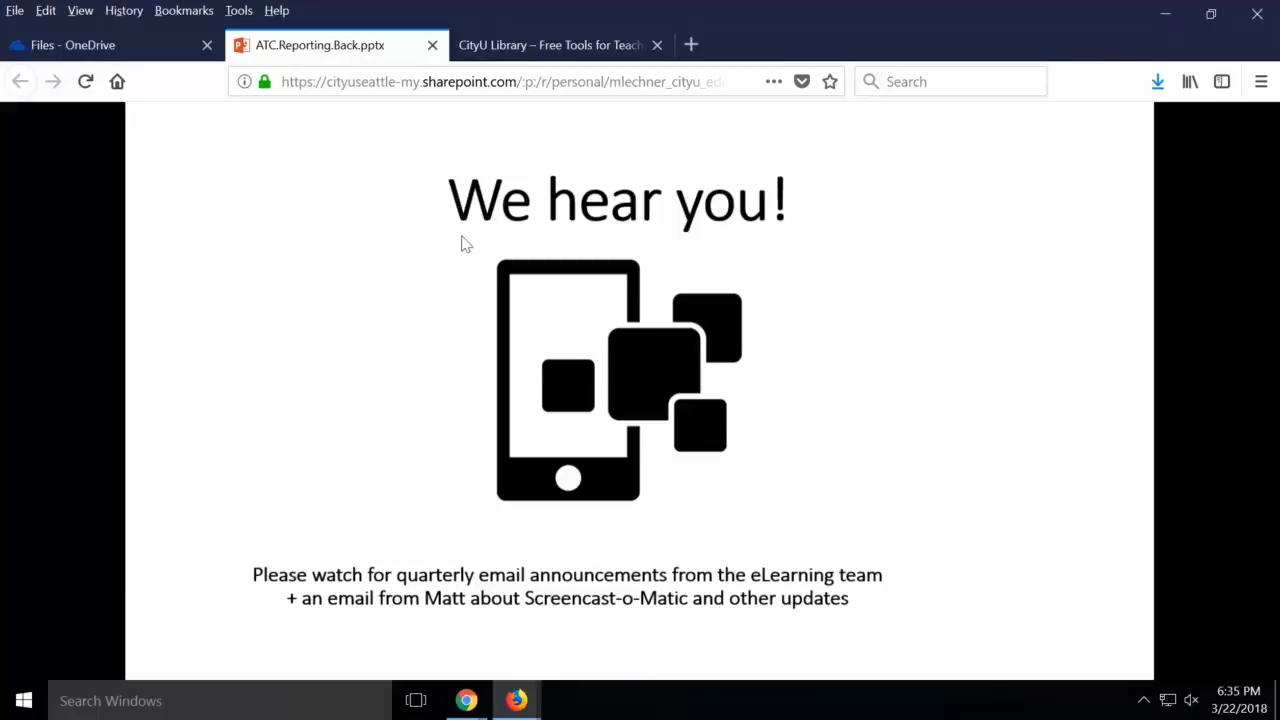 File Edit View History Bookmarks Tools Help
Files - OneDrive
ATC.Reporting.Back.pptx
CityU Library – Free Tools for Teach
https://cityuseattle-my.sharepoint.com/:p:/r/personal/mlechner_cityu_ed
Search
We hear you!
Please watch for quarterly email announcements from the eLearning team
+ an email from Matt about Screencast-o-Matic and other updates
Search Windows
6:35 PM
3/22/2018